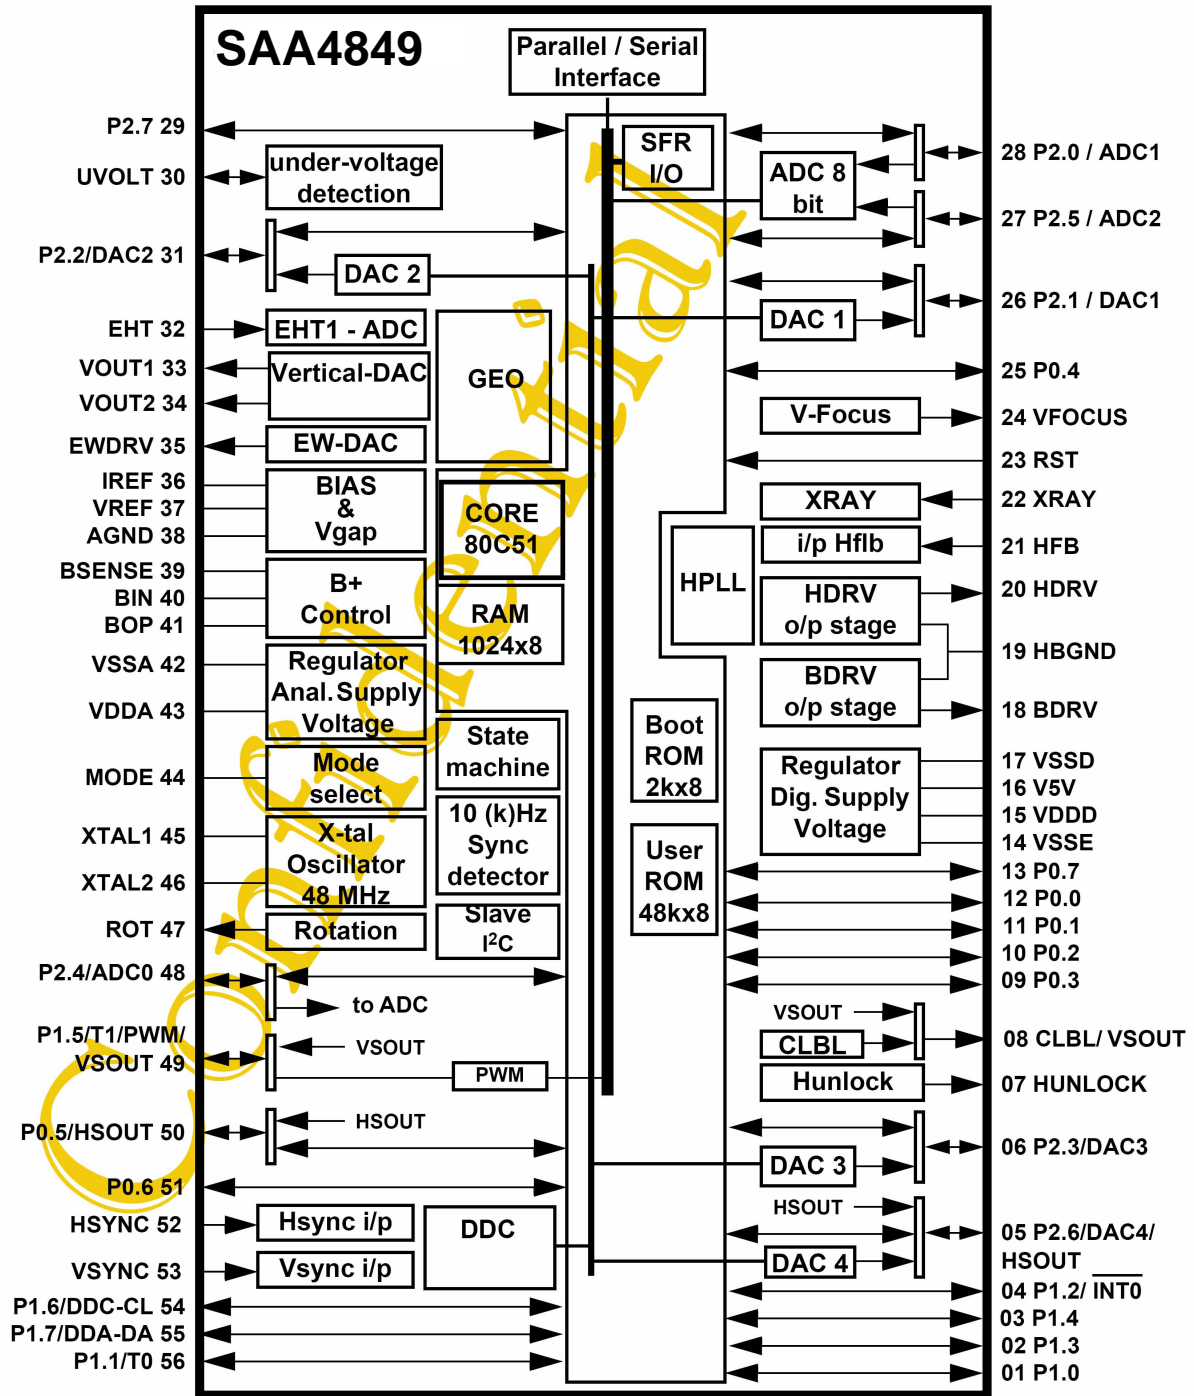 SAA4849
Parallel / Serial
Interface
P2.7 29
UVOLT 30
P2.2/DAC2 31
EHT 32
VOUT1 33
VOUT2 34
EWDRV 35
IREF 36
VREF 37
AGND 38
BSENSE 39
BIN 40
BOP 41
VSSA 42
VDDA 43
MODE 44
XTAL1 45
XTAL2 46
ROT 47
P2.4/ADC0 48
P1.5/T1/PWM/
VSOUT 49
P0.5/HSOUT 50
P0.6 51
HSYNC 52
VSYNC 53
P1.6/DDC-CL 54
P1.7/DDA-DA 55
P1.1/T0 56
under-voltage
detection
DAC 2
EHT1 - ADC
Vertical-DAC
EW-DAC
BIAS
&
Vgap
B+
Control
Regulator
Anal. Supply
Voltage
Mode
select
X-tal
Oscillator
48 MHz
Rotation
to ADC
VSOUT
PWM
HSOUT
Hsync i/p
Vsync i/p
GEO
CORE
80C51
RAM
1024x8
State
machine
10 (k)Hz
Sync
detector
Slave
I²C
DDC
SFR
I/O
HPLL
Boot
ROM
2kx8
User
ROM
48kx8
ADC 8
bit
DAC 1
V-Focus
XRAY
i/p Hflb
HDRV
o/p stage
BDRV
o/p stage
Regulator
Dig. Supply
Voltage
VSOUT
CLBL
Hunlock
DAC 3
HSOUT
DAC 4
28 P2.0 / ADC1
27 P2.5 / ADC2
26 P2.1 / DAC1
25 P0.4
24 VFOCUS
23 RST
22 XRAY
21 HFB
20 HDRV
19 HBGND
18 BDRV
17 VSSD
16 V5V
15 VDDD
14 VSSE
13 P0.7
12 P0.0
11 P0.1
10 P0.2
09 P0.3
08 CLBL/ VSOUT
07 HUNLOCK
06 P2.3/DAC3
05 P2.6/DAC4/
HSOUT
04 P1.2/ INT0
03 P1.4
02 P1.3
01 P1.0
Confidential